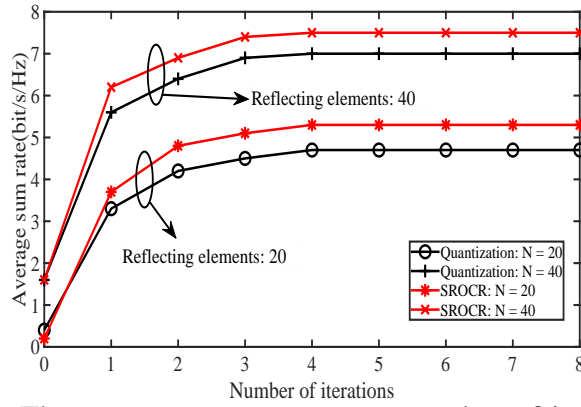 8
7
6
5
4
3
2
1
0
Average sum rate(bit/s/Hz)
Reflecting elements: 40
Reflecting elements: 20
Quantization: N = 20
Quantization: N = 40
SROCR: N = 20
SROCR: N = 40
0 1 2 3 4 5 6 7 8
Number of iterations